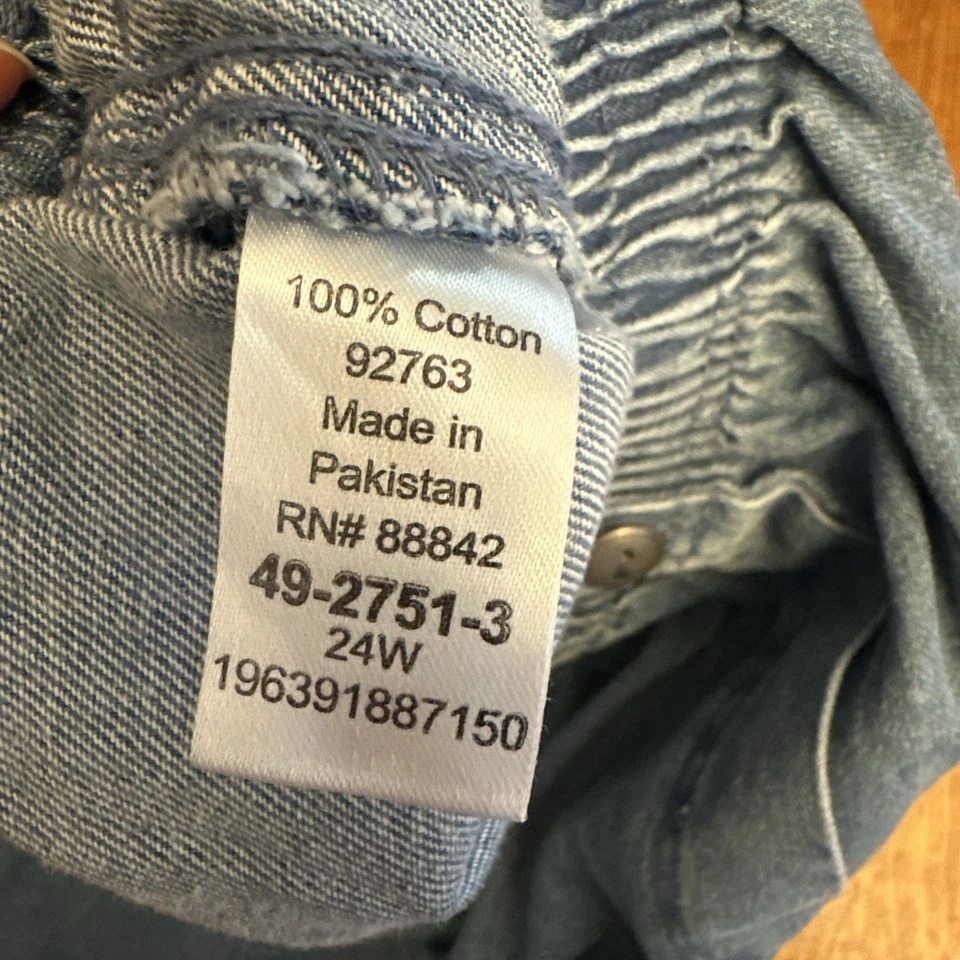 100% Cotton
92763
Made in
Pakistan
RN# 88842
49-2751-3
24W
196391887150